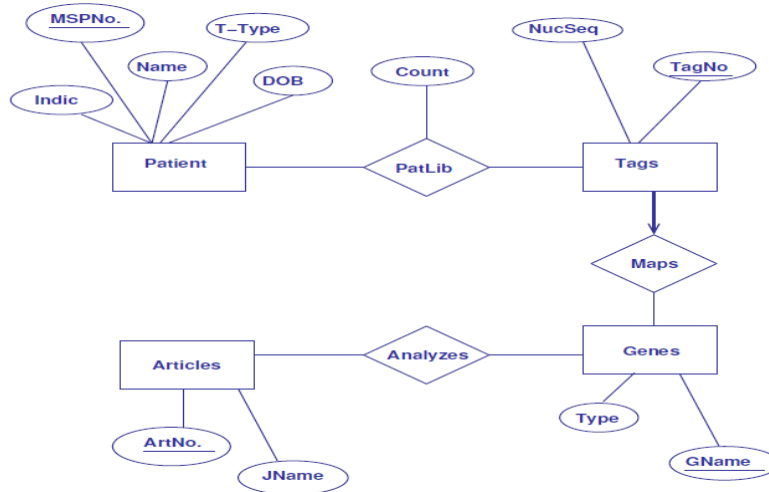 MSPNo.
T-Type
NucSeq
Name
Count
TagNo
DOB
Indic
Patient
PatLib
Tags
Maps
Articles
Analyzes
Genes
Type
ArtNo.
GName
JName